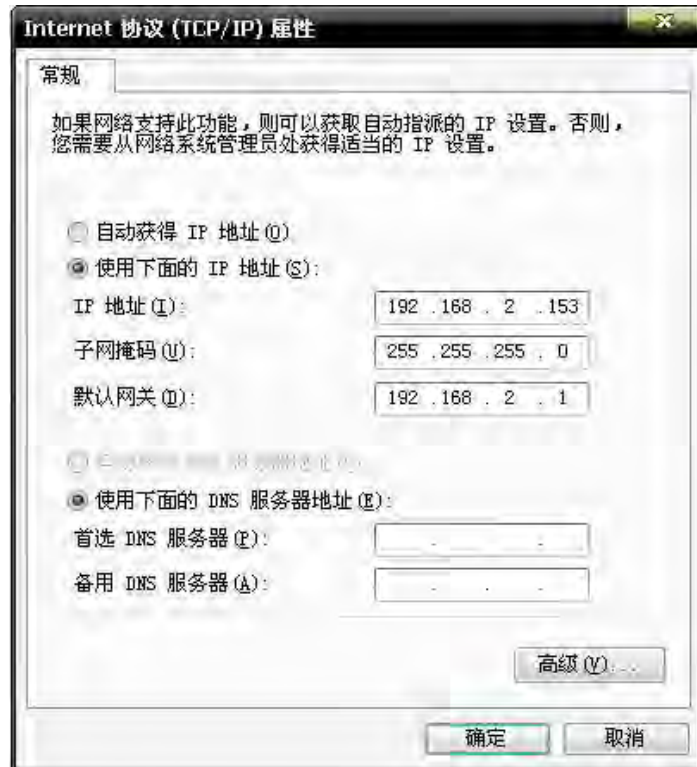 Internet 协议 (TCP/IP) 属性
常规
如果网络支持此功能，则可以获取自动指派的 IP 设置。否则，
您需要从网络系统管理员处获得适当的 IP 设置。
自动获得 IP 地址(O)
使用下面的 IP 地址(S):
IP 地址(I): 192 .168 . 2 .153
子网掩码(U): 255 .255 .255 . 0
默认网关(D): 192 .168 . 2 . 1
使用下面的 DNS 服务器地址(E):
首选 DNS 服务器(P): . .
备用 DNS 服务器(A): . . .
高级(V)...
确定 取消